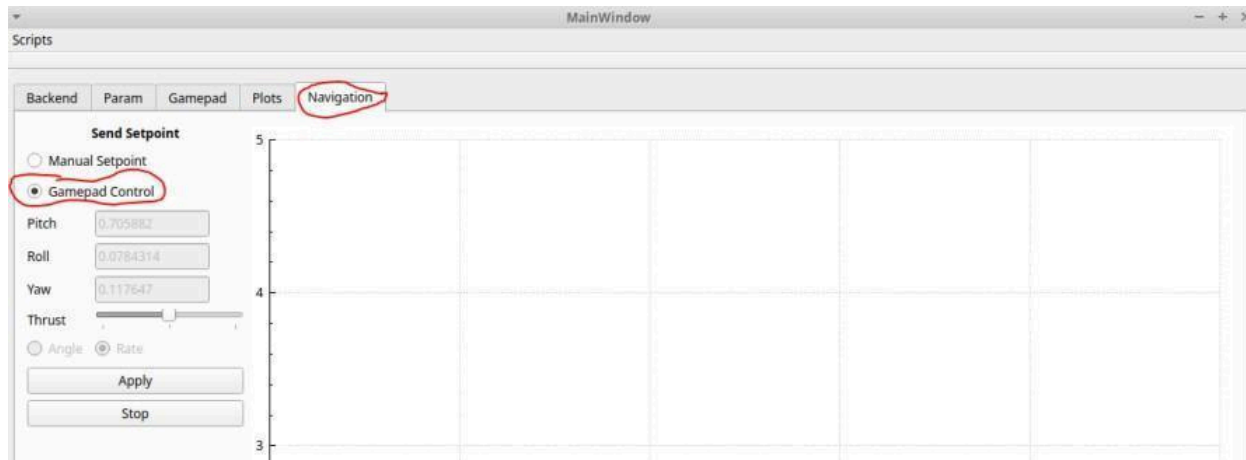 MainWindow
Scripts
Backend Param Gamepad Plots Navigation
Send Setpoint
Manual Setpoint
Gamepad Control
Pitch 0.705882
Roll 0.0784314
Yaw 0.117647
Thrust
Angle Rate
Apply
Stop
5
4
3